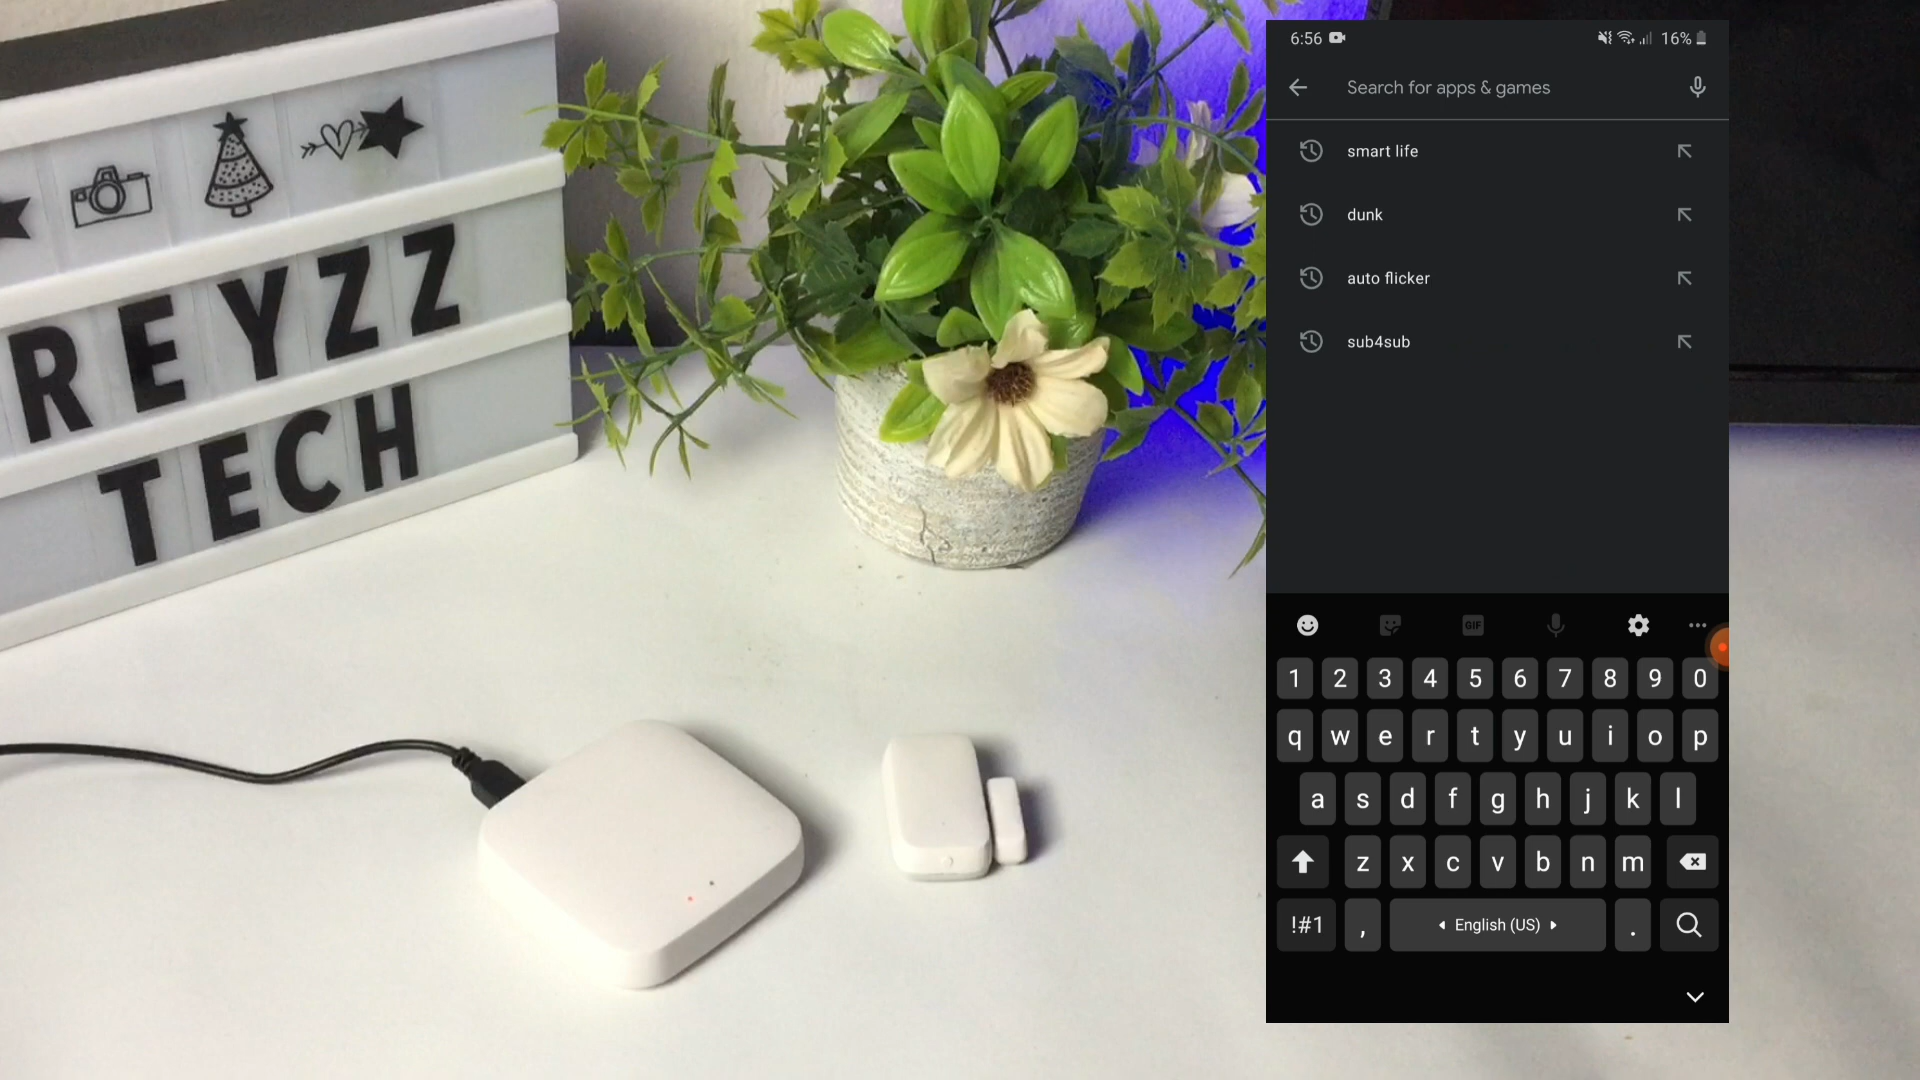 REYZZ
TECH
6:56
16%
Search for apps & games
smart life
dunk
auto flicker
sub4sub
GIF
1 2 3 4 5 6 7 8 9 0
q w e r t y u i o p
a s d f g h j k l
z x c v b n m
!#1 , English (US) .